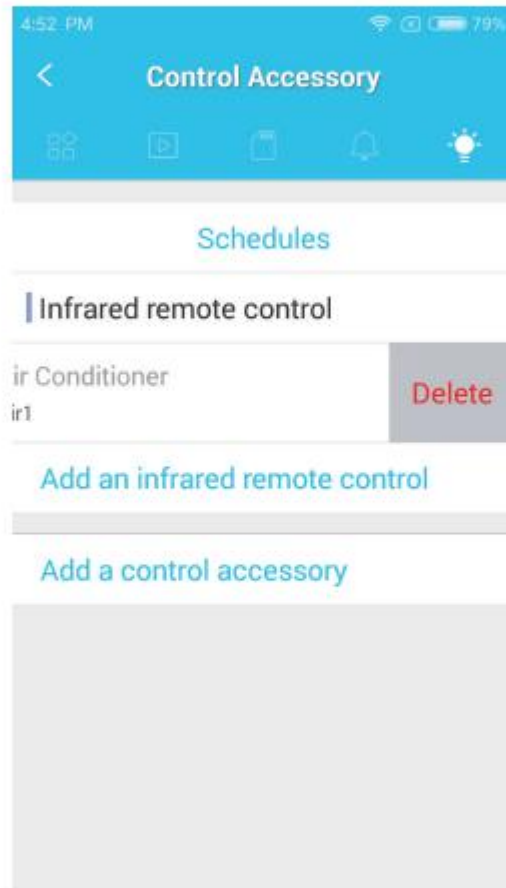 4:52 PM 79%
Control Accessory
Schedules
Infrared remote control
ir Conditioner
Delete
ir1
Add an infrared remote control
Add a control accessory